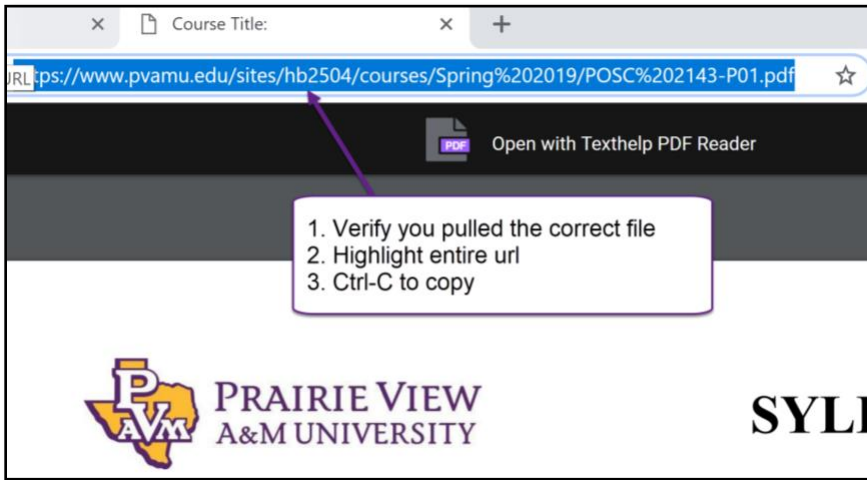 Course Title:
URL tps://www.pvamu.edu/sites/hb2504/courses/Spring%202019/POSC%202143-P01.pdf
PDF Open with Texthelp PDF Reader
1. Verify you pulled the correct file
2. Highlight entire url
3. Ctrl-C to copy
PVAM
PRAIRIE VIEW
A&M UNIVERSITY